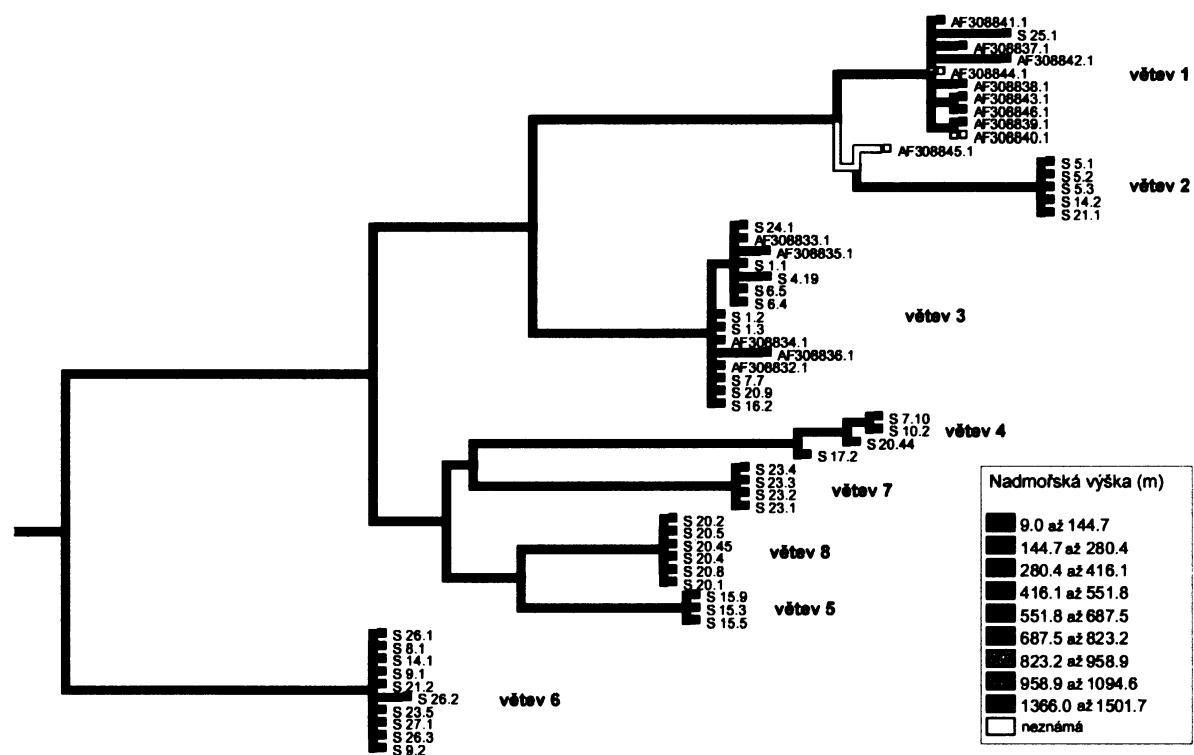 AF308841.1
S 25.1
AF308837.1
AF308842.1
AF308844.1
větev 1
AF308838.1
AF308843.1
AF308846.1
AF308839.1
AF308840.1
AF308845.1
S 5.1
S 5.2
S 5.3
větev 2
S 14.2
S 21.1
S 24.1
AF308833.1
AF308835.1
S 1.1
S 4.19
S 6.5
S 6.4
větev 3
S 1.2
S 1.3
AF308834.1
AF308836.1
AF308832.1
S 7.7
S 20.9
S 16.2
S 7.10
S 10.2
větev 4
S 20.44
S 17.2
S 23.4
S 23.3
větev 7
S 23.2
S 23.1
S 20.2
S 20.5
S 20.45
větev 8
S 20.4
S 20.8
S 20.1
S 15.9
větev 5
S 15.3
S 15.5
S 26.1
S 8.1
S 14.1
S 9.1
S 21.2
S 26.2
větev 6
S 23.5
S 27.1
S 26.3
S 9.2
Nadmořská výška (m)
9.0 až 144.7
144.7 až 280.4
280.4 až 416.1
416.1 až 551.8
551.8 až 687.5
687.5 až 823.2
823.2 až 958.9
958.9 až 1094.6
1366.0 až 1501.7
neznámá